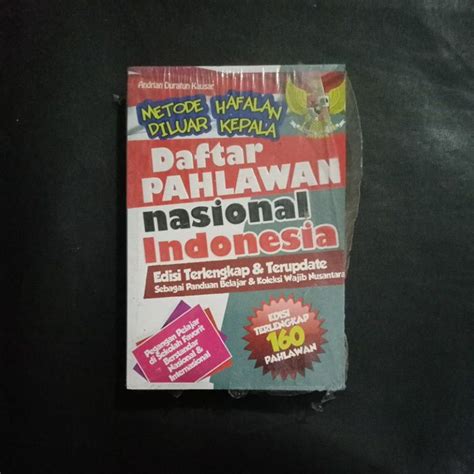 Andrian Duratun Kausar
METODE HAFALAN
DILUAR KEPALA
Daftar
PAHLAWAN
nasional
Indonesia
Edisi Terlengkap & Terupdate
Sebagai Panduan Belajar & Koleksi Wajib Nusantara
Pegangan Pelajar
di Sekolah Favorit
Berstandar
Nasional &
Internasional
EDISI
TERLENGKAP
160
PAHLAWAN